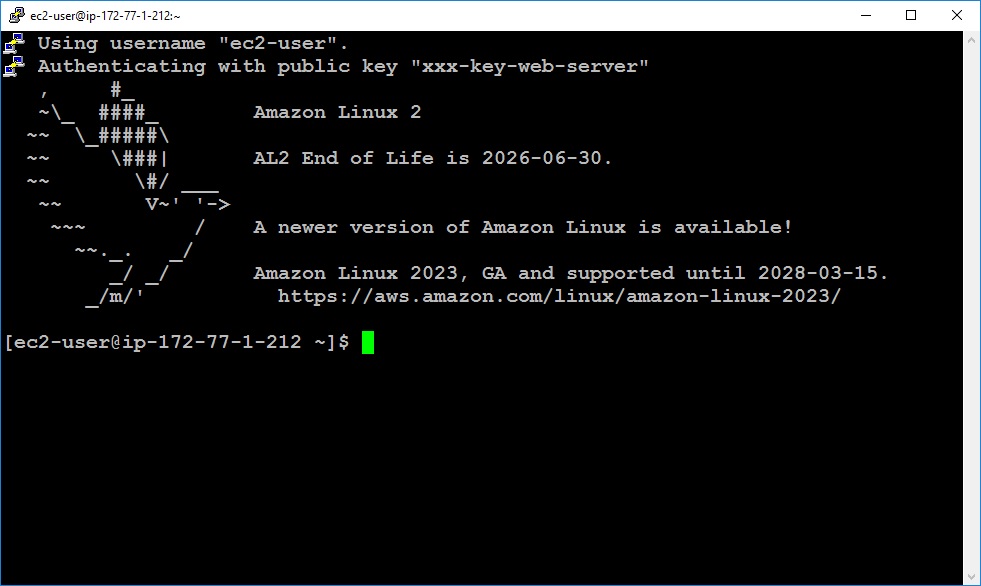 ec2-user@ip-172-77-1-212:~
Using username "ec2-user".
Authenticating with public key "xxx-key-web-server"
   ,     #_
   ~\_  ####_        Amazon Linux 2
  ~~  \_#####\
  ~~     \###|       AL2 End of Life is 2026-06-30.
  ~~       \#/ ___
   ~~       V~' '->
    ~~~         /    A newer version of Amazon Linux is available!
      ~~._.   _/
         _/ _/       Amazon Linux 2023, GA and supported until 2028-03-15.
       _/m/'           https://aws.amazon.com/linux/amazon-linux-2023/
[ec2-user@ip-172-77-1-212 ~]$